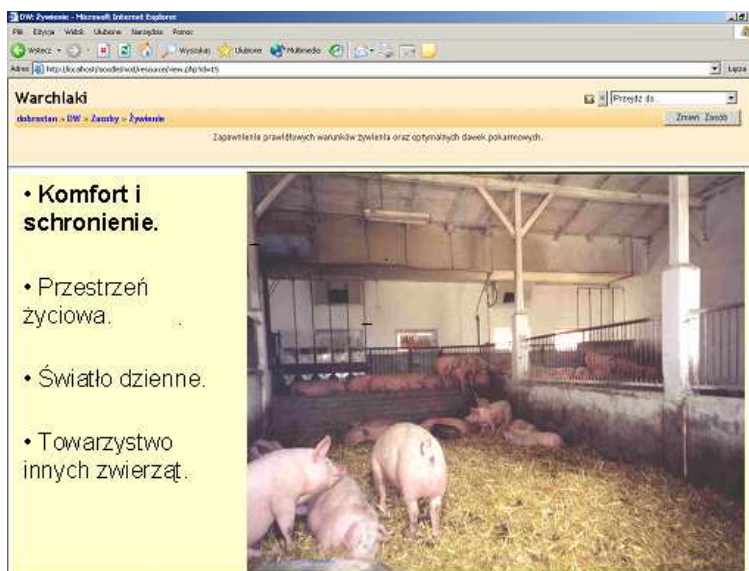 DW: Żywienie - Microsoft Internet Explorer
Plik Edycja Widok Ulubione Narzędzia Pomoc
Wstecz Wyszukaj Ulubione Multimedia
Adres Łącza
Warchlaki
Przejdź do...
dobrostan » DW » Zasoby » Żywienie
Zmień Zasób
Zapewnienie prawidłowych warunków żywienia oraz optymalnych dawek pokarmowych.
• Komfort i
schronienie.
• Przestrzeń
życiowa.
• Światło dzienne.
• Towarzystwo
innych zwierząt.